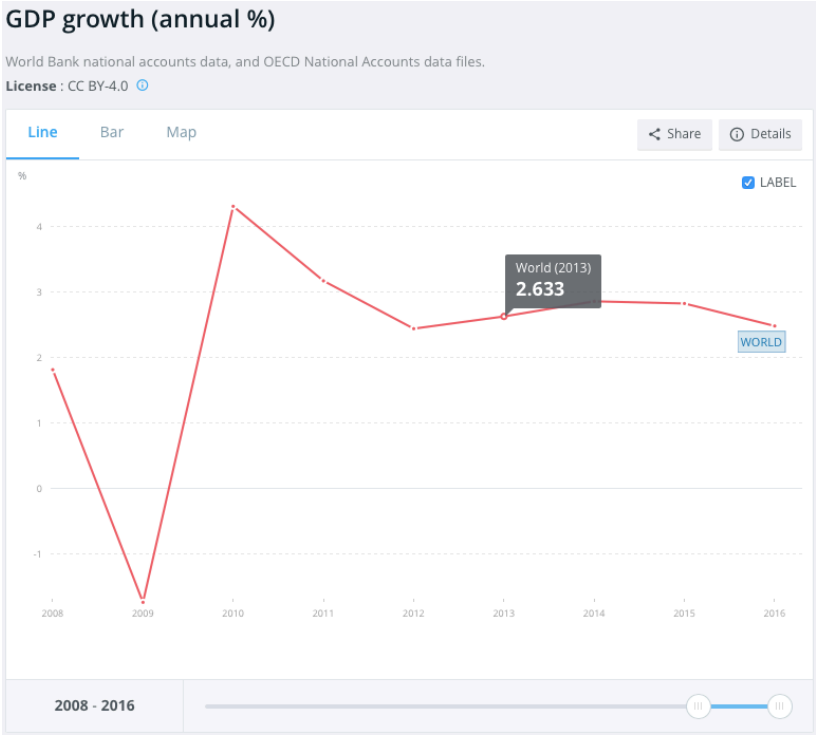 GDP growth (annual %)
World Bank national accounts data, and OECD National Accounts data files.
License : CC BY-4.0
Line Bar Map Share Details
%
LABEL
4
World (2013)
2.633
3
WORLD
2
1
0
-1
2008 2009 2010 2011 2012 2013 2014 2015 2016
2008 - 2016